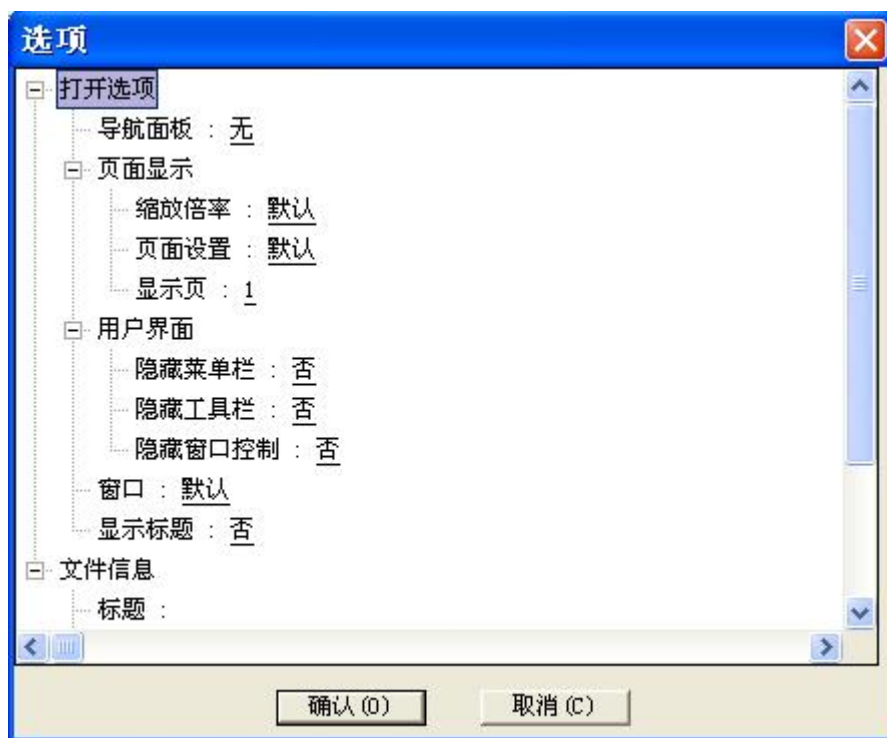 选项
打开选项
导航面板 : 无
页面显示
缩放倍率 : 默认
页面设置 : 默认
显示页 : 1
用户界面
隐藏菜单栏 : 否
隐藏工具栏 : 否
隐藏窗口控制 : 否
窗口 : 默认
显示标题 : 否
文件信息
标题 :
确认(O) 取消(C)